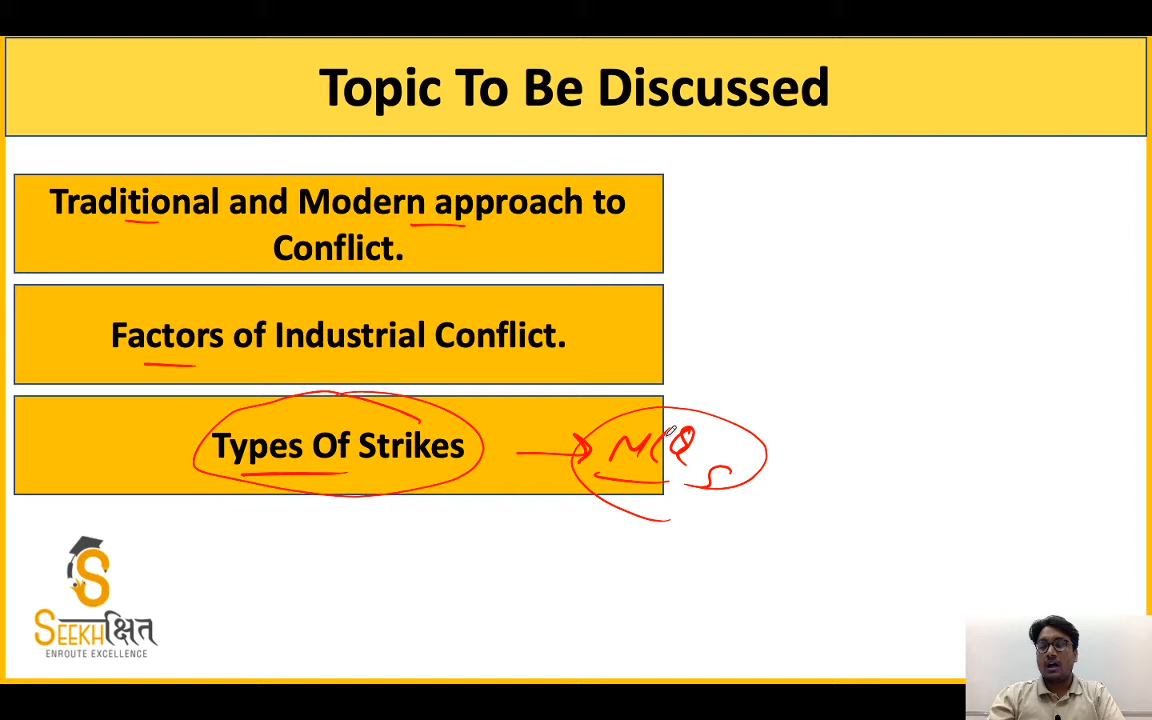 Topic To Be Discussed
Traditional and Modern approach to
Conflict.
Factors of Industrial Conflict.
Types Of Strikes
MCQ
S
SEEKHक्षित
ENROUTE EXCELLENCE